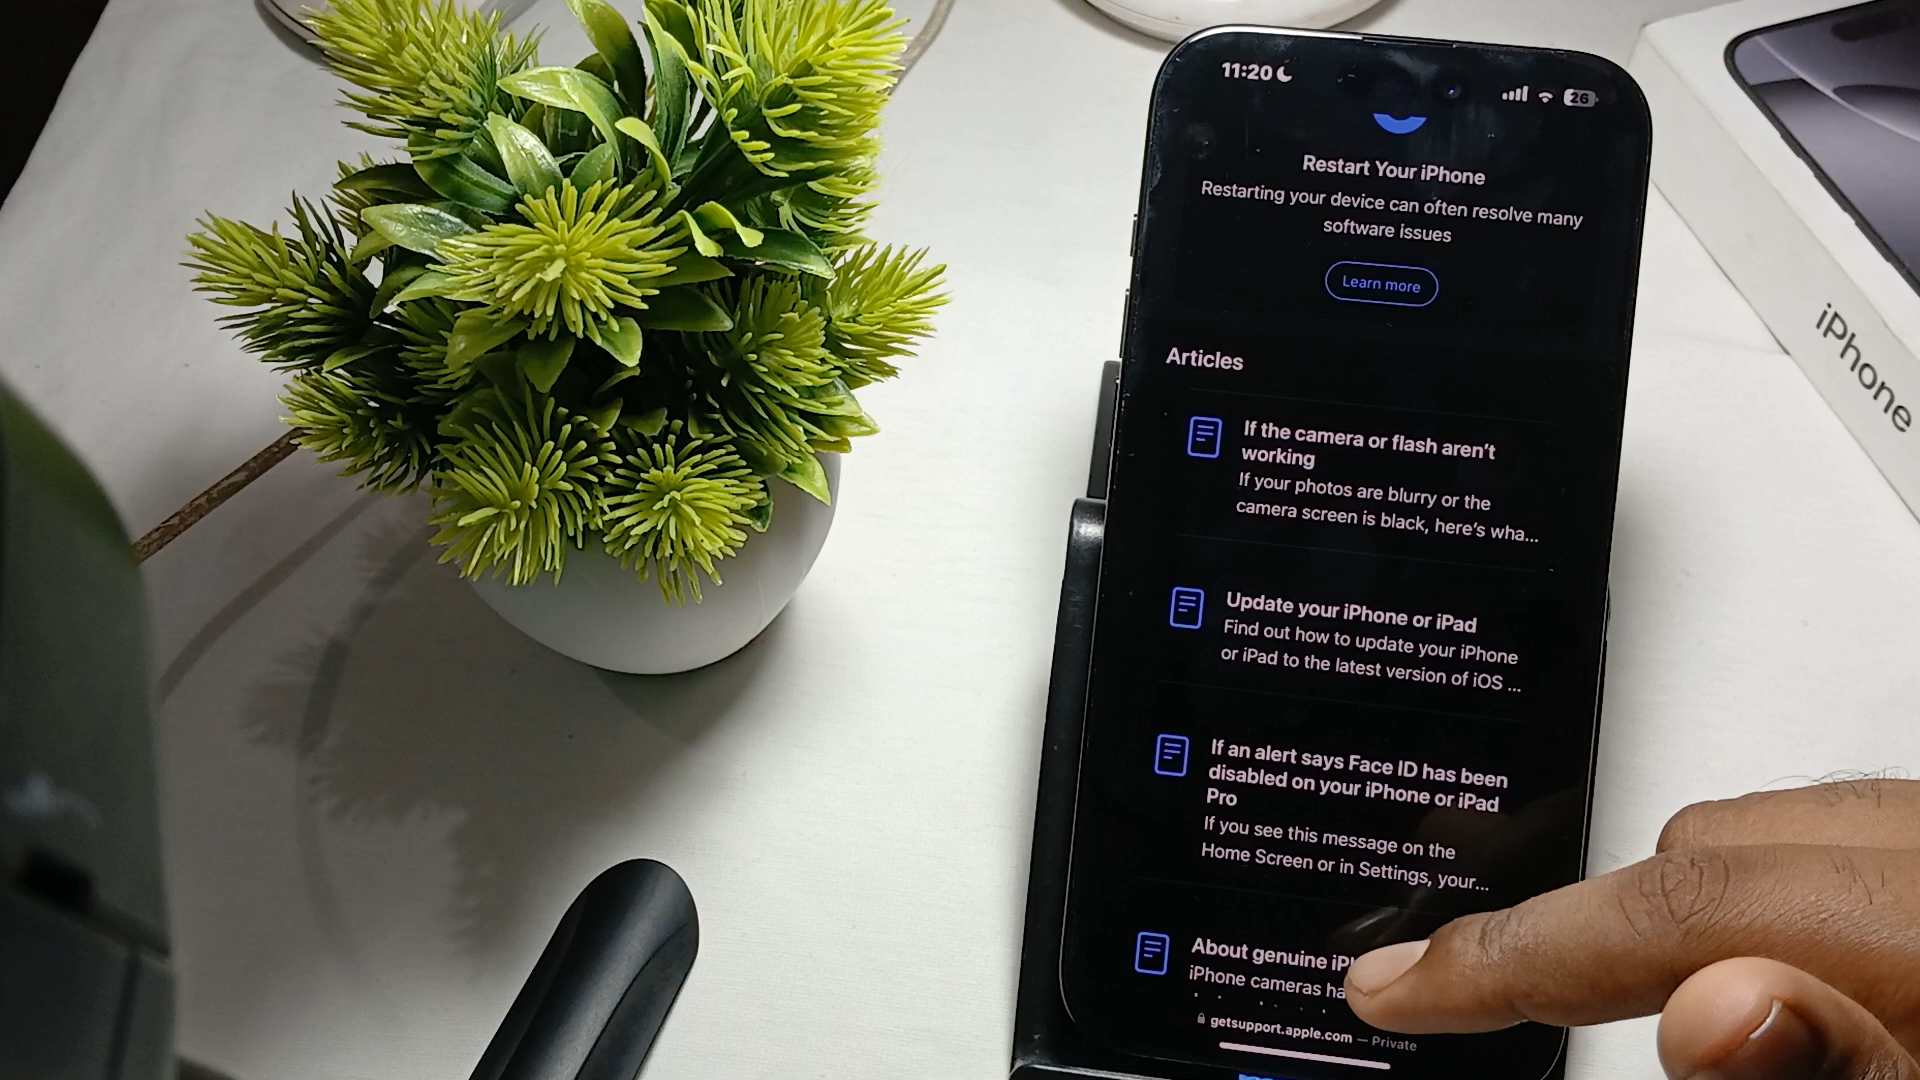 11:20
26
Restart Your iPhone
Restarting your device can often resolve many
software issues
Learn more
Articles
If the camera or flash aren't
working
If your photos are blurry or the
camera screen is black, here's wha...
Update your iPhone or iPad
Find out how to update your iPhone
or iPad to the latest version of iOS ...
If an alert says Face ID has been
disabled on your iPhone or iPad
Pro
If you see this message on the
Home Screen or in Settings, your...
About genuine
iPhone cameras
getsupport.apple.com — Private
iPhone